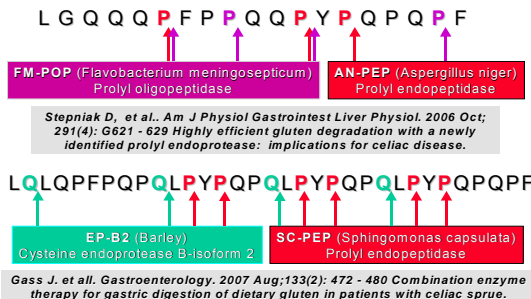 LGQQQPFPPQQPYPQPQPF
FM-POP (Flavobacterium meningosepticum)
Prolyl oligopeptidase
AN-PEP (Aspergillus niger)
Prolyl endopeptidase
Stepniak D, et al.. Am J Physiol Gastrointest Liver Physiol. 2006 Oct;
291(4): G621 - 629 Highly efficient gluten degradation with a newly
identified prolyl endoprotease: implications for celiac disease.
LQLQPFPQPQLPYPQPQLPYPQPQLPYPQPQPF
EP-B2 (Barley)
Cysteine endoprotease B-isoform 2
SC-PEP (Sphingomonas capsulata)
Prolyl endopeptidase
Gass J. et all. Gastroenterology. 2007 Aug;133(2): 472 - 480 Combination enzyme
therapy for gastric digestion of dietary gluten in patients with celiac sprue.